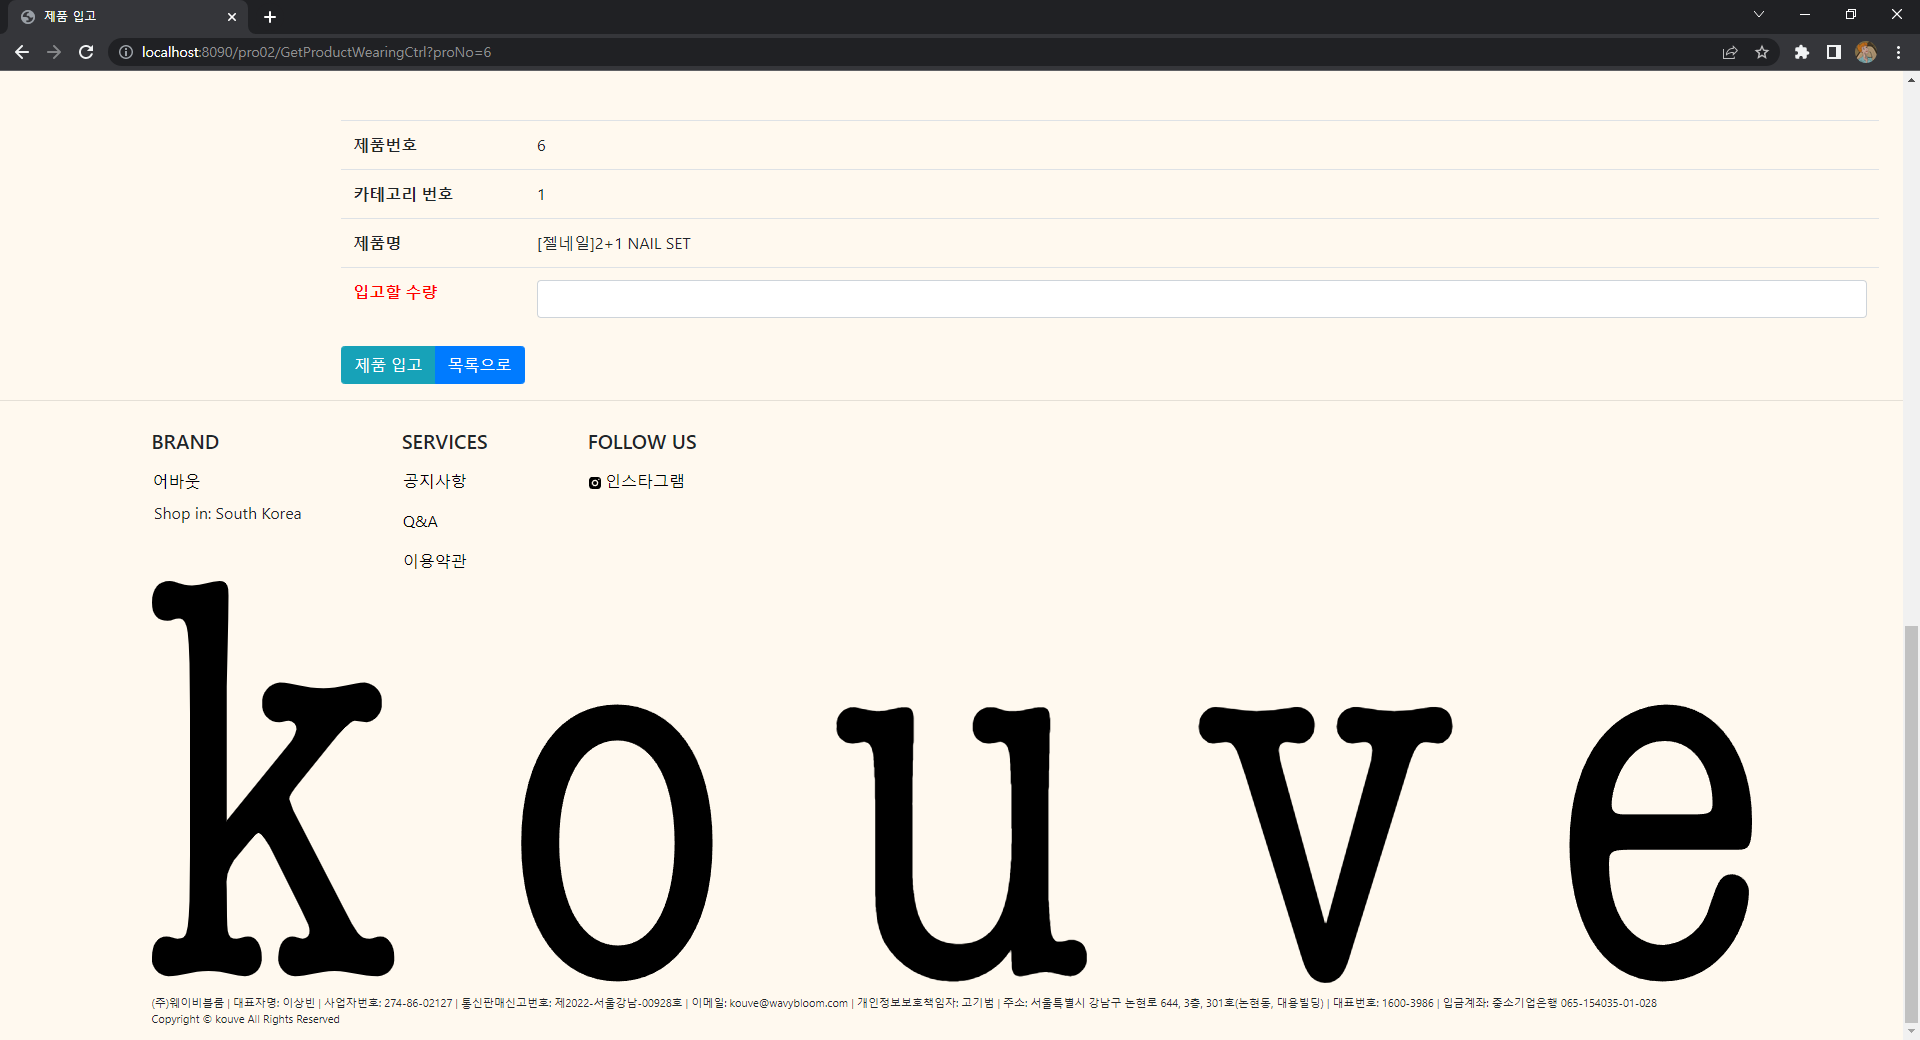 제품 입고
localhost:8090/pro02/GetProductWearingCtrl?proNo=6
제품번호 6
카테고리 번호 1
제품명 [젤네일]2+1 NAIL SET
입고할 수량
제품 입고 목록으로
BRAND SERVICES FOLLOW US
어바웃 공지사항 인스타그램
Shop in: South Korea
Q&A
이용약관
kouve
(주)웨이비블룸 | 대표자명: 이상빈 | 사업자번호: 274-86-02127 | 통신판매신고번호: 제2022-서울강남-00928호 | 이메일: kouve@wavybloom.com | 개인정보보호책임자: 고기범 | 주소: 서울특별시 강남구 논현로 644, 3층, 301호(논현동, 대용빌딩) | 대표번호: 1600-3986 | 입금계좌: 중소기업은행 065-154035-01-028
Copyright © kouve All Rights Reserved